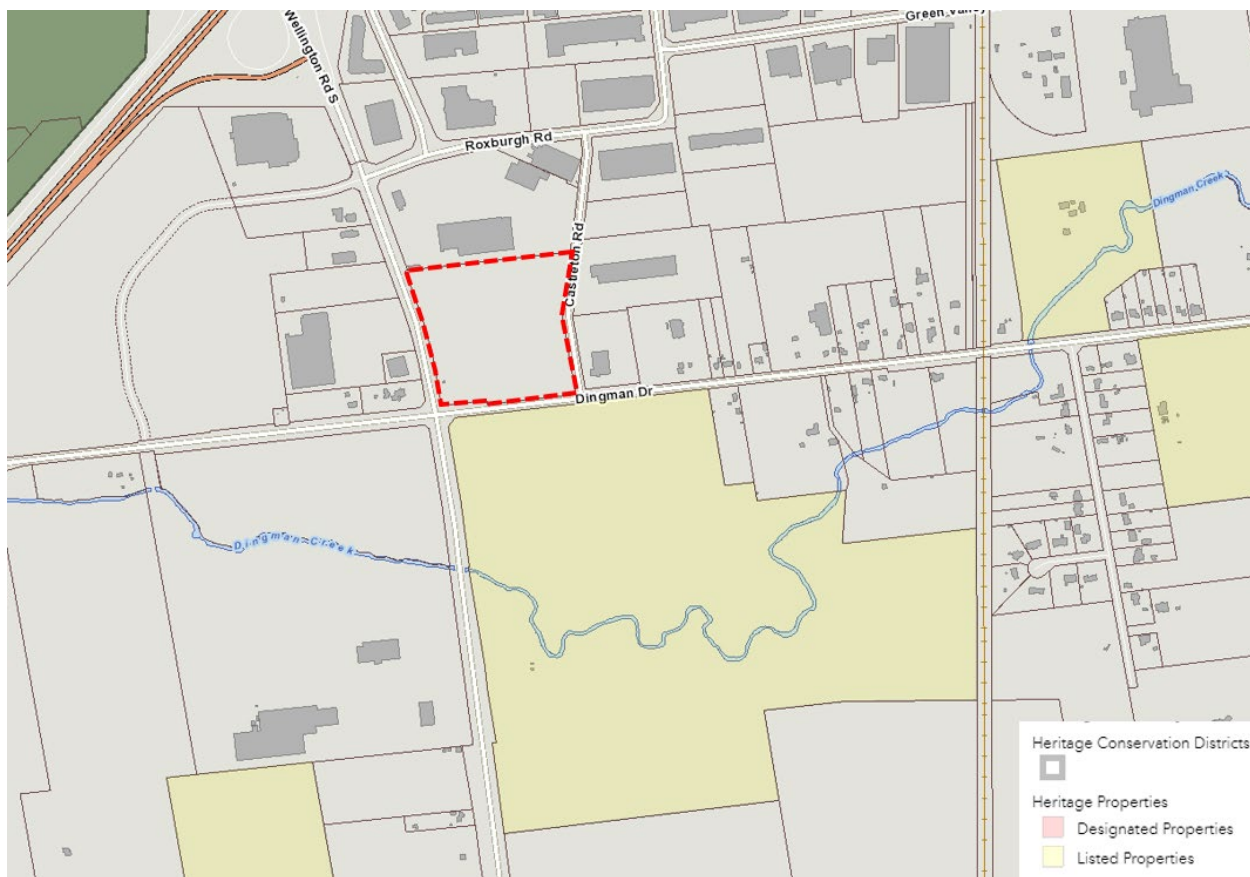 Green Valley
Wellington Rd S
Roxburgh Rd
Castleton Rd
Dingman Creek
Dingman Dr
Dingman Creek
Heritage Conservation Districts
Heritage Properties
Designated Properties
Listed Properties